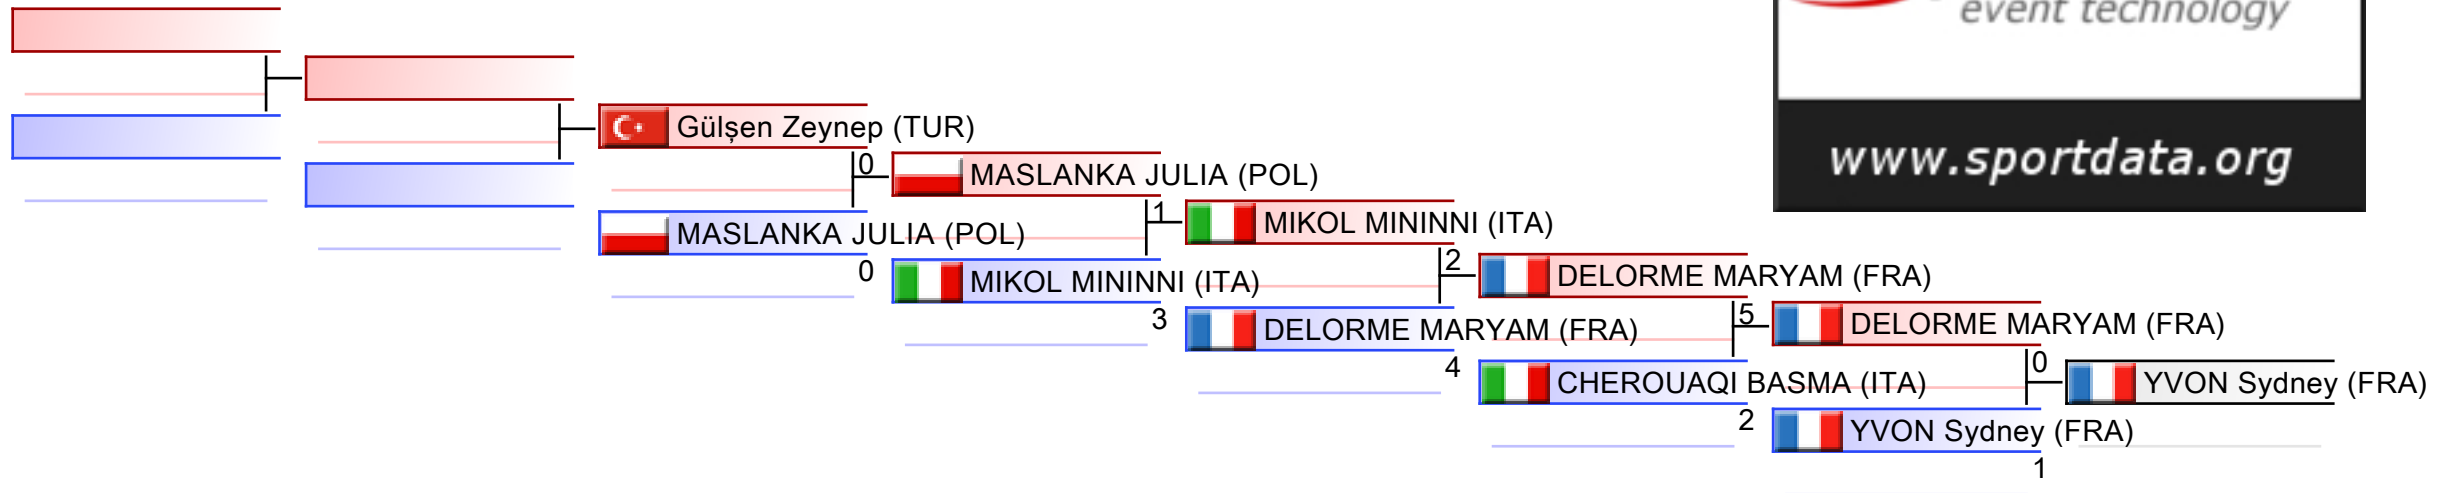 event technology
www.sportdata.org
Gülşen Zeynep (TUR)
0
MASLANKA JULIA (POL)
0
MASLANKA JULIA (POL)
1
MIKOL MININNI (ITA)
3
MIKOL MININNI (ITA)
2
DELORME MARYAM (FRA)
4
DELORME MARYAM (FRA)
5
CHEROUAQI BASMA (ITA)
2
DELORME MARYAM (FRA)
0
YVON Sydney (FRA)
1
YVON Sydney (FRA)